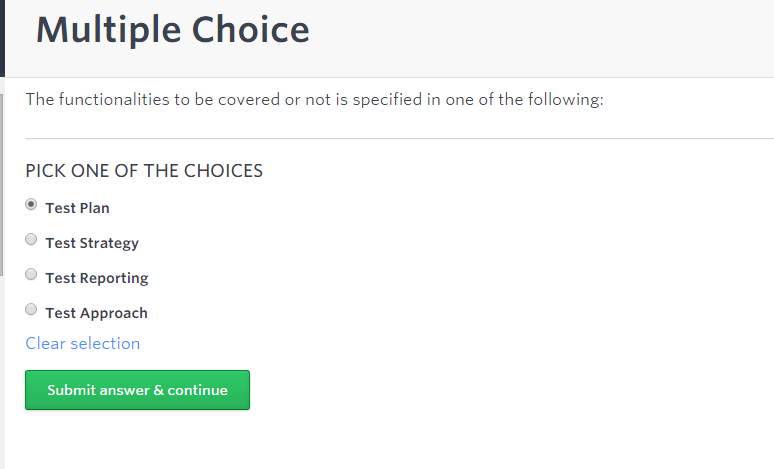 Multiple Choice
The functionalities to be covered or not is specified in one of the following:
PICK ONE OF THE CHOICES
Test Plan
Test Strategy
Test Reporting
Test Approach
Clear selection
Submit answer & continue